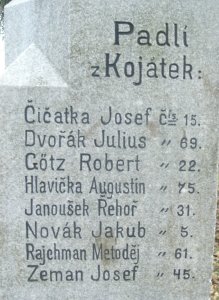 Padlí
z Kojátek:
Čičatka Josef čís 15.
Dvořák Julius „ 69.
Götz Robert „ 22.
Hlavička Augustin „ 75.
Janoušek Řehoř „ 31.
Novák Jakub „ 5.
Rajchman Metoděj „ 61.
Zeman Josef „ 45.